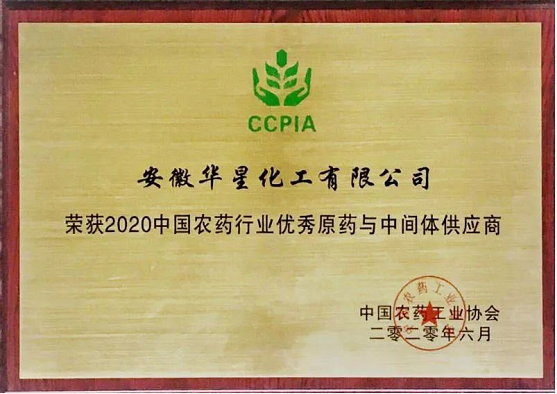 CCPIA
安徽华星化工有限公司
荣获2020中国农药行业优秀原药与中间体供应商
中国农药工业协会
二零二零年六月